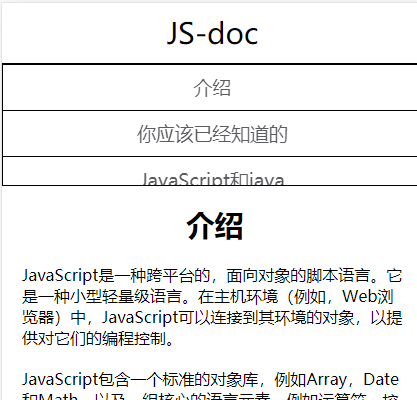 JS-doc
介绍
你应该已经知道的
JavaScript和java
介绍
JavaScript是一种跨平台的，面向对象的脚本语言。它
是一种小型轻量级语言。在主机环境（例如，Web浏
览器）中，JavaScript可以连接到其环境的对象，以提
供对它们的编程控制。
JavaScript包含一个标准的对象库，例如Array，Date
和Math，以及一组核心的语言元素，例如运算符，控